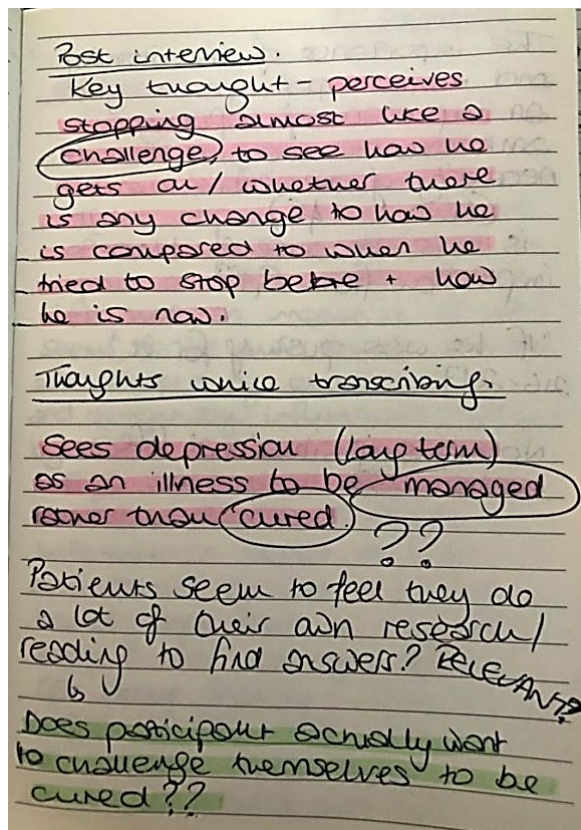 Post interview.
Key thought - perceives
stopping almost like a
challenge, to see how he
gets on / whether there
is any change to how he
is compared to when he
tried to stop before + how
he is now.
Thoughts while transcribing.
Sees depression (long term)
as an illness to be managed
rather than cured.
??
Patients seem to feel they do
a lot of their own research/
reading to find answers? RELEVANT?
↳
Does participant actually want
to challenge themselves to be
cured??